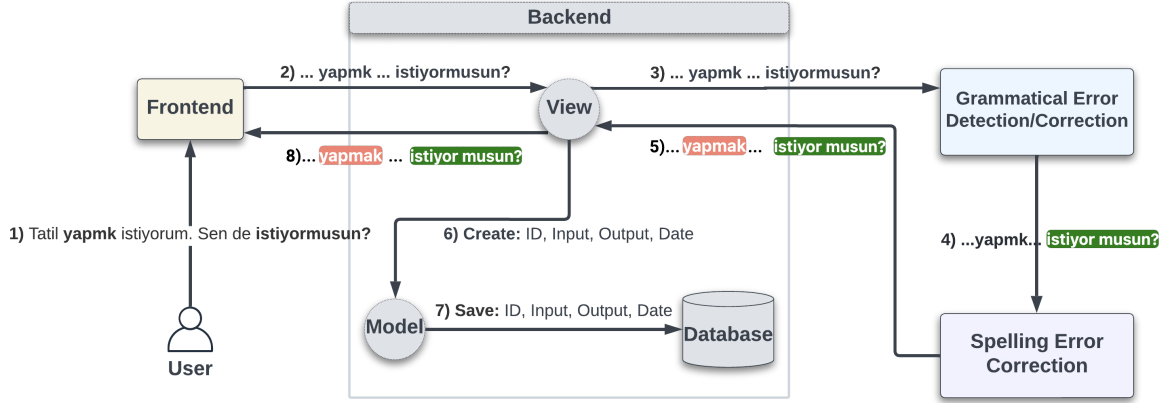 Backend
2) ... yapmk ... istiyormusun?
3) ... yapmk ... istiyormusun?
Frontend
View
Grammatical Error
Detection/Correction
8)... yapmak ... istiyor musun?
5)... yapmak ... istiyor musun?
1) Tatil yapmk istiyorum. Sen de istiyormusun?
6) Create: ID, Input, Output, Date
4) ...yapmk... istiyor musun?
7) Save: ID, Input, Output, Date
Model
Database
Spelling Error
Correction
User